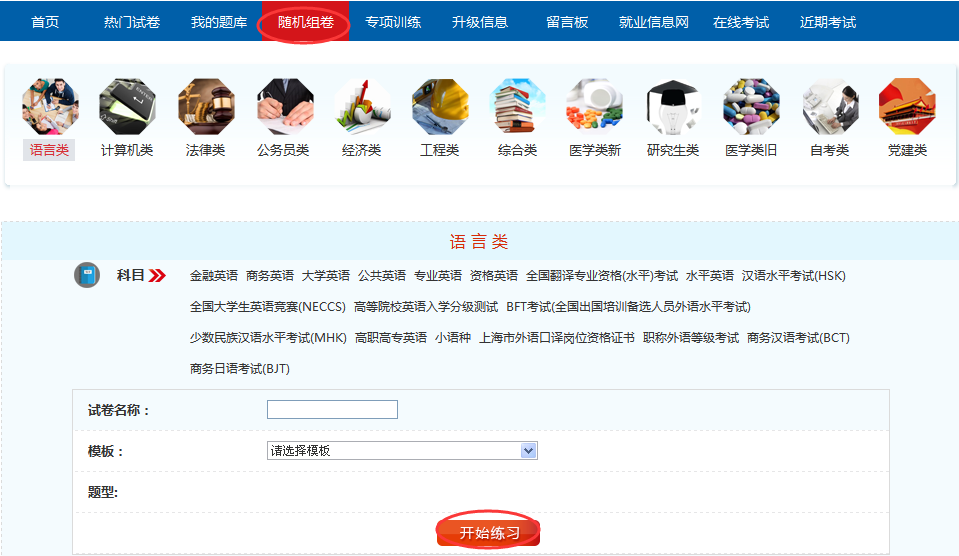 首页 热门试卷 我的题库 随机组卷 专项训练 升级信息 留言板 就业信息网 在线考试 近期考试
语言类 计算机类 法律类 公务员类 经济类 工程类 综合类 医学类新 研究生类 医学类旧 自考类 党建类
语言类
科目 金融英语 商务英语 大学英语 公共英语 专业英语 资格英语 全国翻译专业资格(水平)考试 水平英语 汉语水平考试(HSK)
全国大学生英语竞赛(NECCS) 高等院校英语入学分级测试 BFT考试(全国出国培训备选人员外语水平考试)
少数民族汉语水平考试(MHK) 高职高专英语 小语种 上海市外语口译岗位资格证书 职称外语等级考试 商务汉语考试(BCT)
商务日语考试(BJT)
试卷名称：
模板： 请选择模板
题型:
开始练习